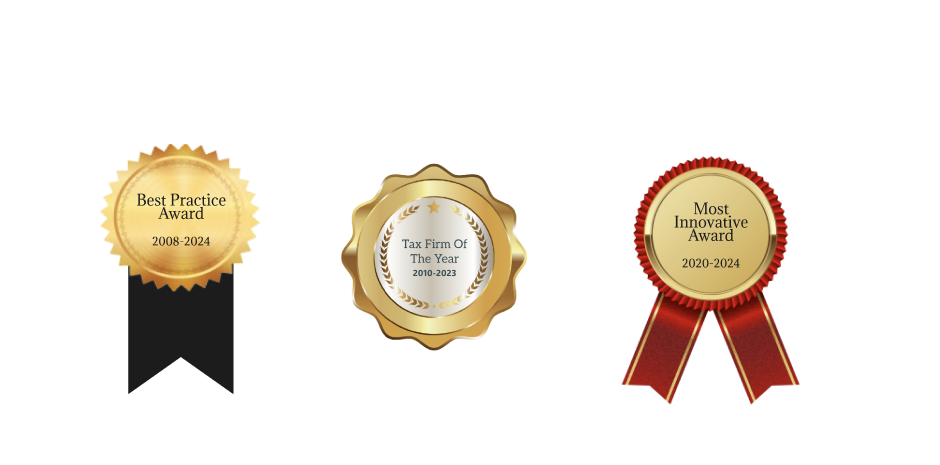 Best Practice
Award
2008-2024
Tax Firm Of
The Year
2010-2023
Most
Innovative
Award
2020-2024